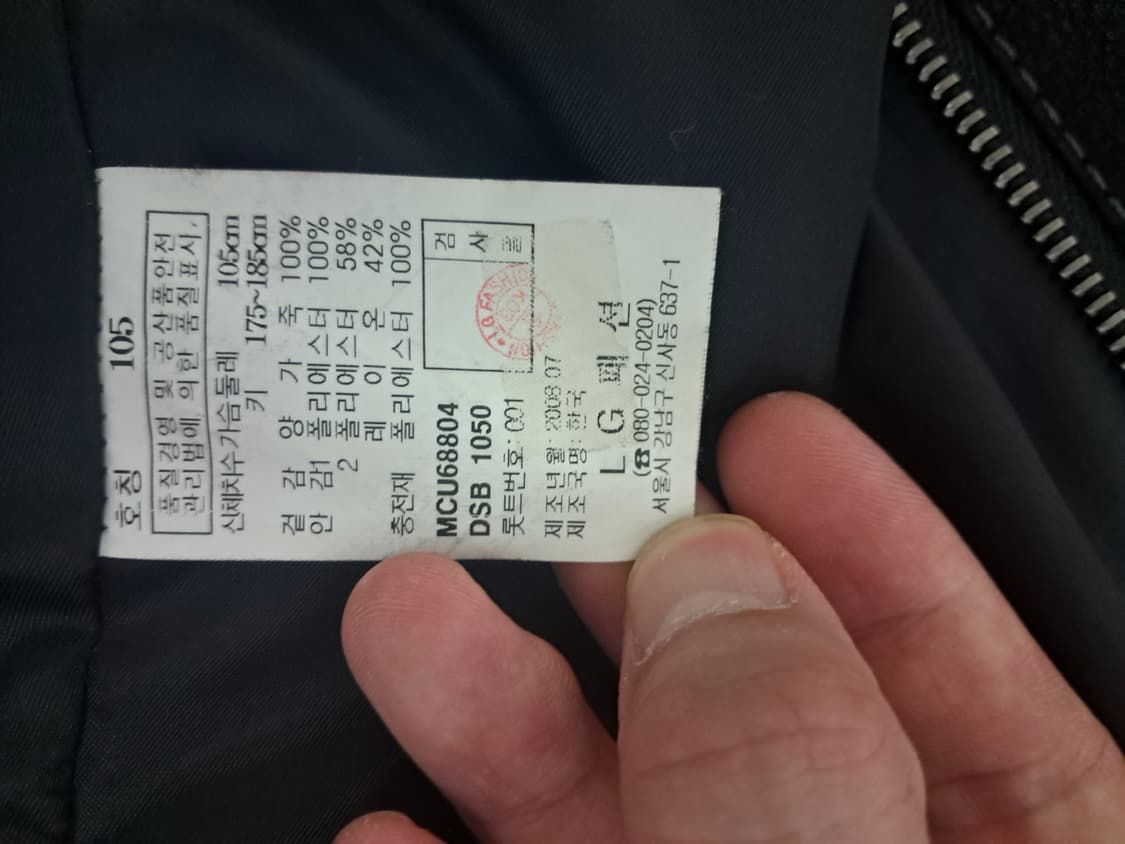 호칭 105
품질경영 및 공산품안전
관리법에 의한 품질표시.
신체치수 가슴둘레 105cm
키 175~185cm
겉감 양가죽 100%
안감1 폴리에스터 100%
2 폴리에스터 58%
레이온 42%
충전재 폴리에스터 100%
검사필
LG FASHION
MCU68804
DSB 1050
롯트번호: 001
제조년월: 2008 07
제조국명: 한국
LG 패션
(☎ 080-024-0204)
서울시 강남구 신사동 637-1